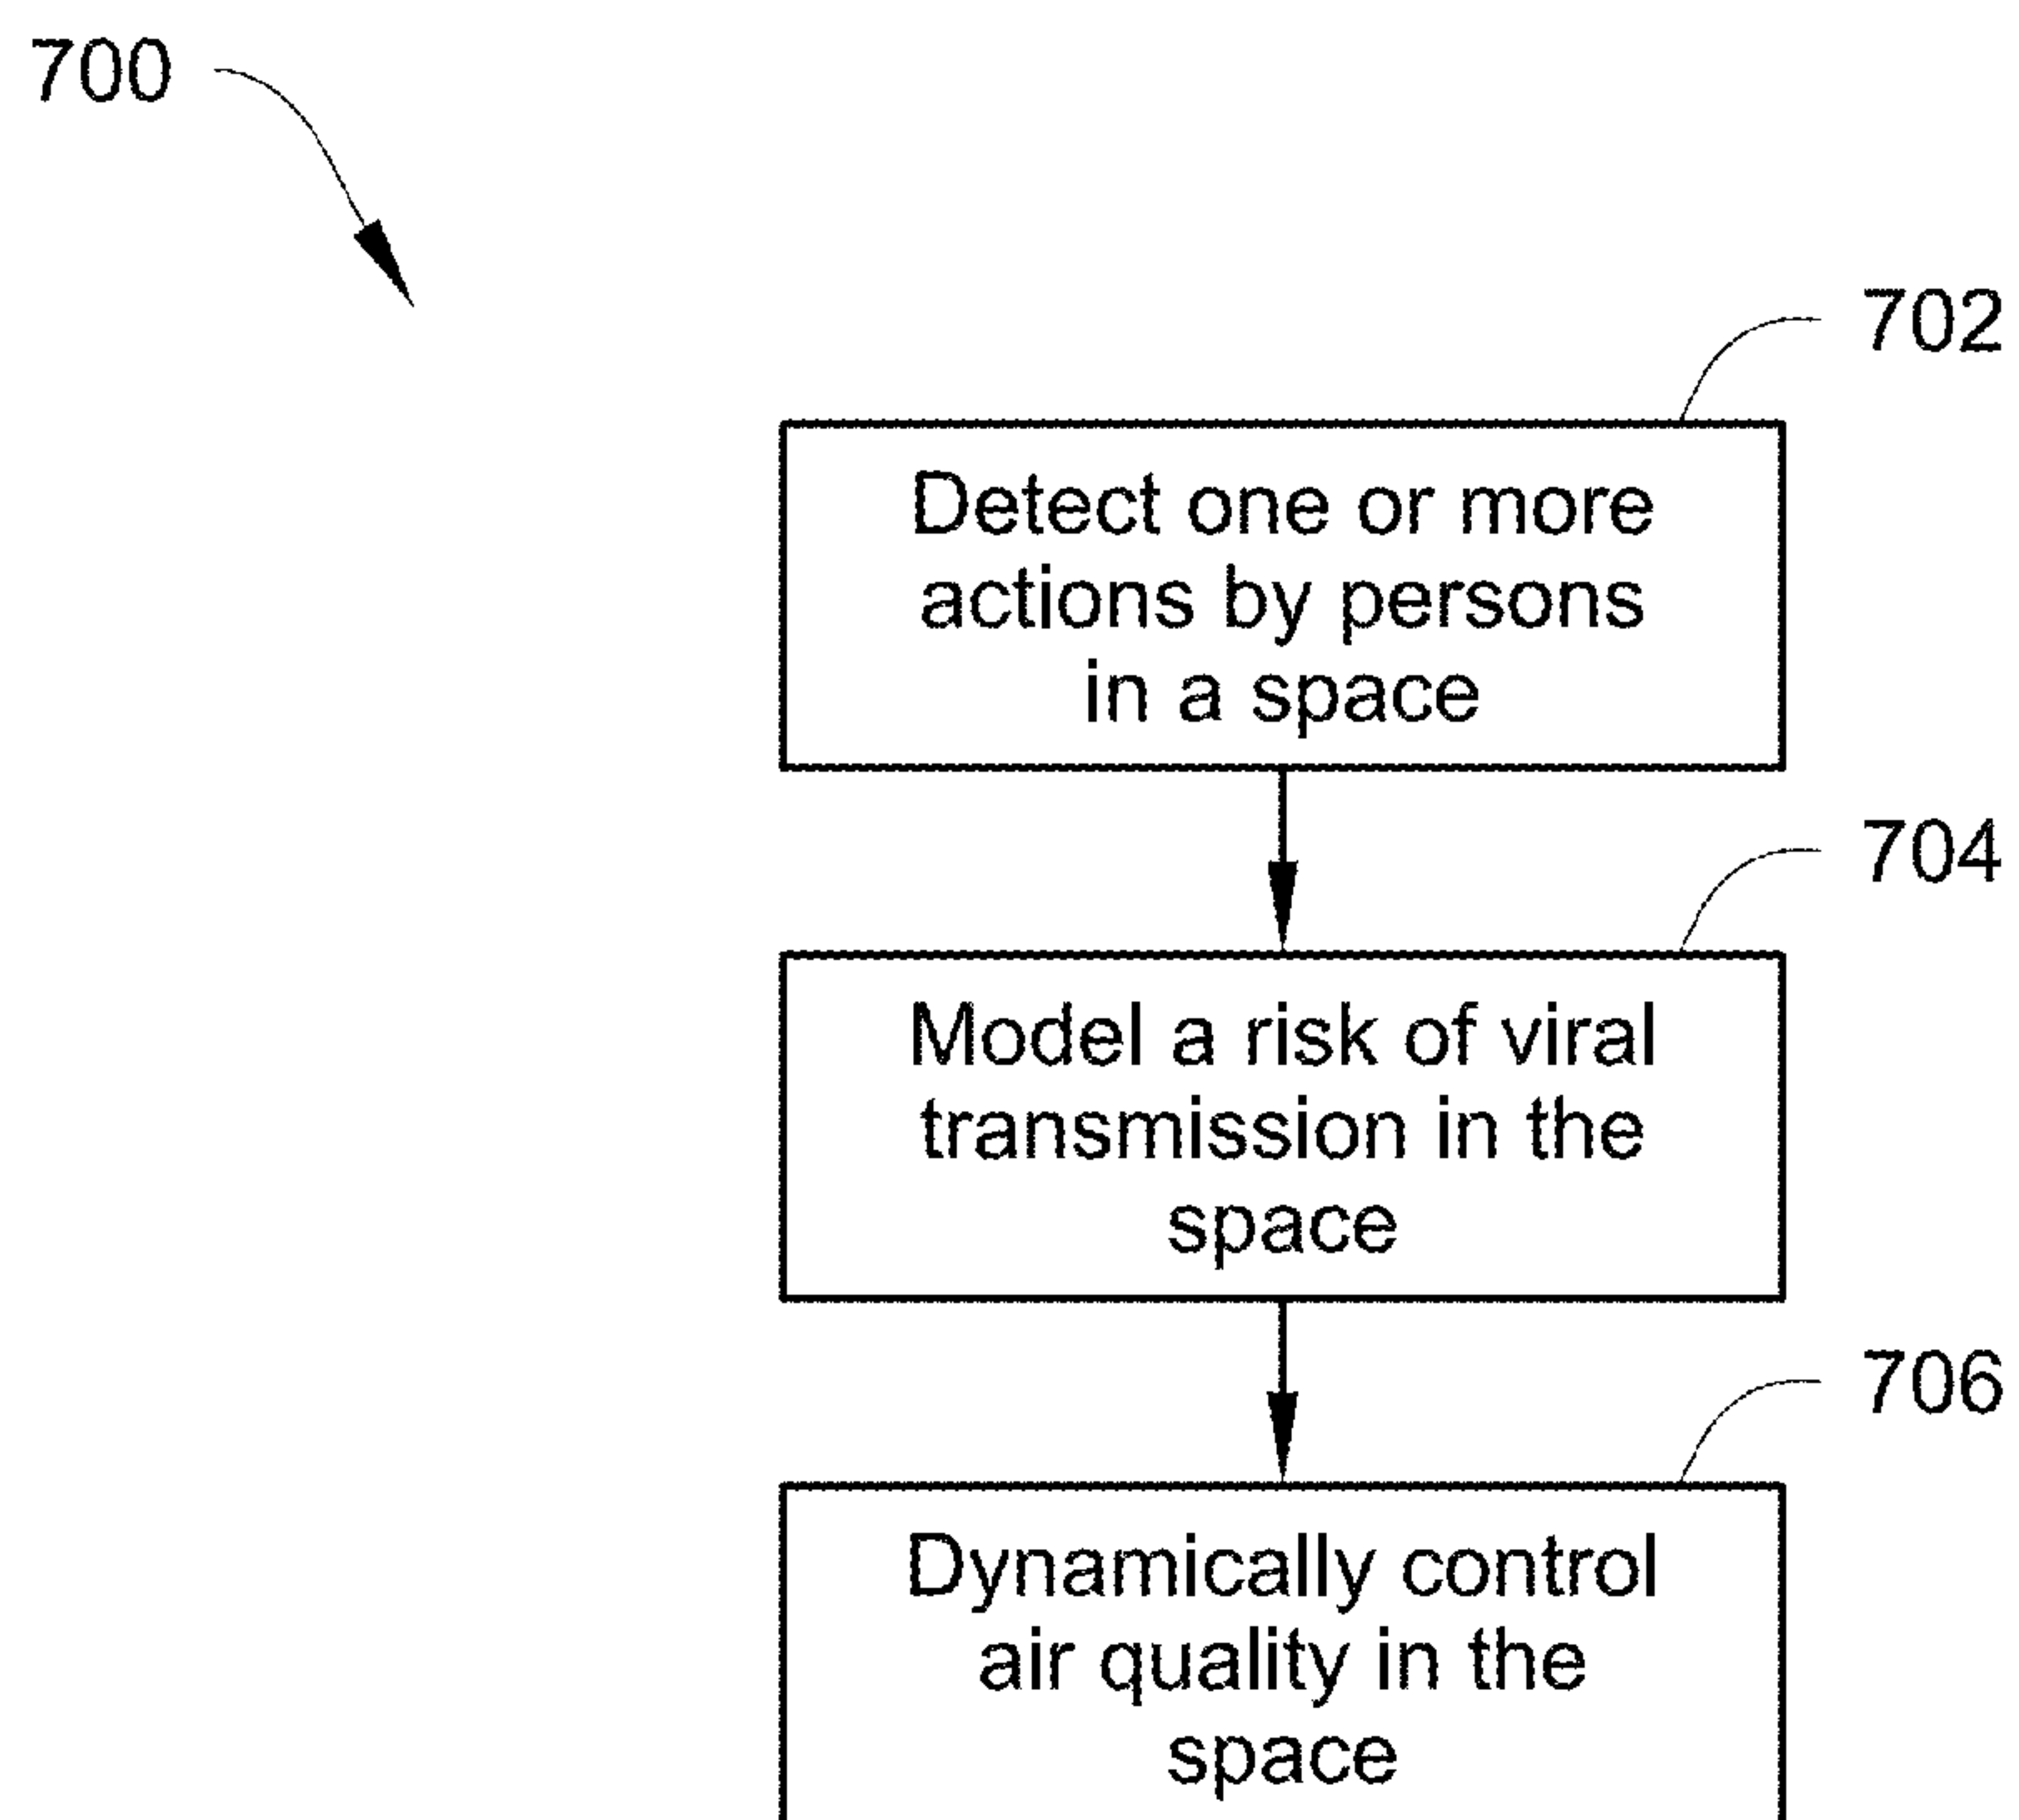 700
702
Detect one or more
actions by persons
in a space
704
Model a risk of viral
transmission in the
space
706
Dynamically control
air quality in the
space